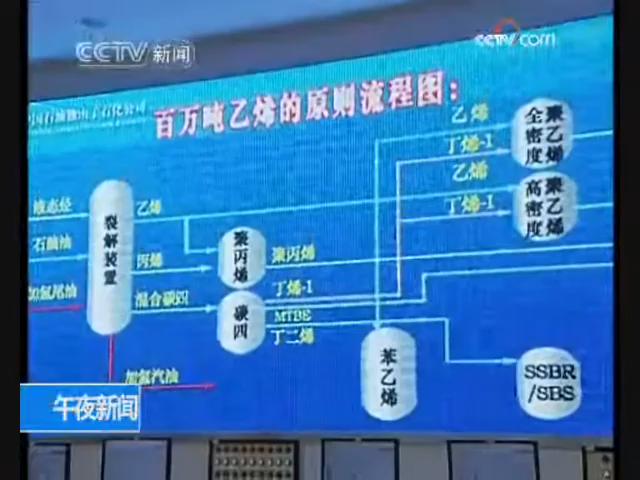 CCTV 新闻
CCTV.com
中国石油独山子石化公司
百万吨乙烯的原则流程图：
乙烯
丁烯-1
全密度
聚乙烯
乙烯
丁烯-1
高密度
聚乙烯
液态烃
石脑油
加氢尾油
裂解装置
乙烯
丙烯
混合碳四
加氢汽油
聚丙烯
聚丙烯
碳四
丁烯-1
MTBE
丁二烯
苯乙烯
SSBR
/SBS
午夜新闻